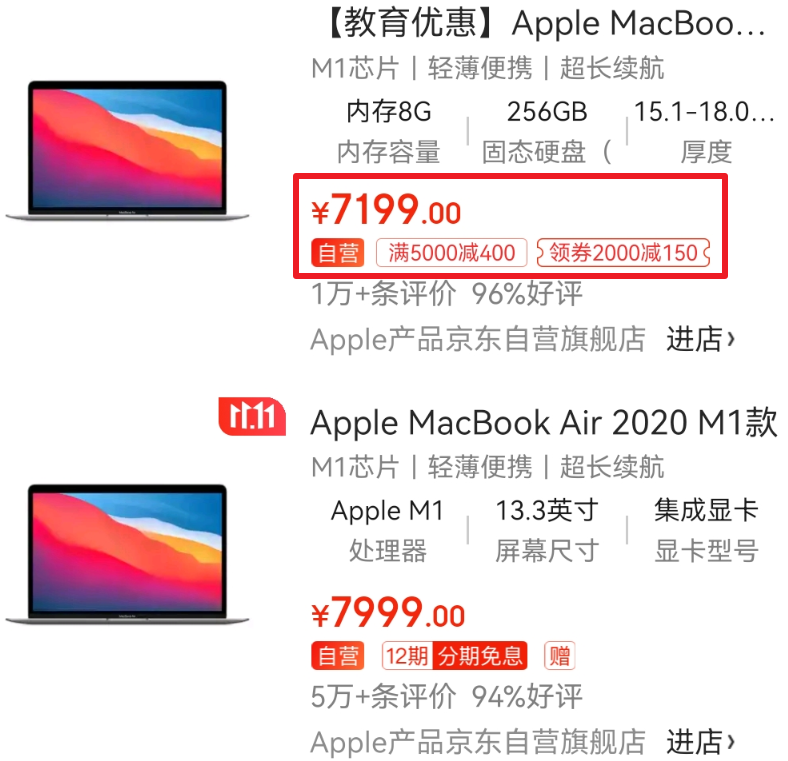 【教育优惠】Apple MacBoo...
M1芯片 | 轻薄便携 | 超长续航
内存8G 256GB 15.1-18.0...
内存容量 固态硬盘（ 厚度
¥7199.00
自营 满5000减400 领券2000减150
1万+条评价 96%好评
Apple产品京东自营旗舰店 进店›
11.11
Apple MacBook Air 2020 M1款
M1芯片 | 轻薄便携 | 超长续航
Apple M1 13.3英寸 集成显卡
处理器 屏幕尺寸 显卡型号
¥7999.00
自营 12期 分期免息 赠
5万+条评价 94%好评
Apple产品京东自营旗舰店 进店›